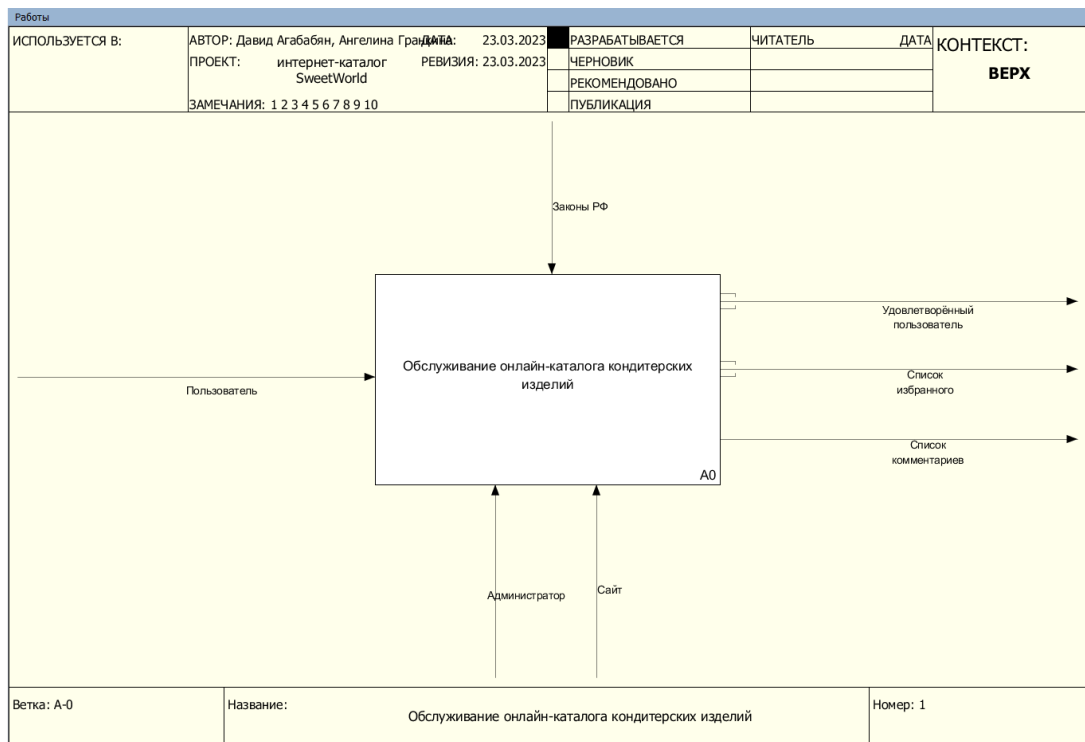 Работы
ИСПОЛЬЗУЕТСЯ В:
АВТОР: Давид Агабабян, Ангелина
ДАТА: 23.03.2023
РАЗРАБАТЫВАЕТСЯ
ЧИТАТЕЛЬ
ДАТА
КОНТЕКСТ:
ПРОЕКТ: интернет-каталог
SweetWorld
РЕВИЗИЯ: 23.03.2023
ЧЕРНОВИК
ВЕРХ
РЕКОМЕНДОВАНО
ЗАМЕЧАНИЯ: 1 2 3 4 5 6 7 8 9 10
ПУБЛИКАЦИЯ
Законы РФ
Удовлетворённый
пользователь
Обслуживание онлайн-каталога кондитерских
изделий
Пользователь
Список
избранного
Список
комментариев
A0
Администратор
Сайт
Ветка: A-0
Название:
Обслуживание онлайн-каталога кондитерских изделий
Номер: 1